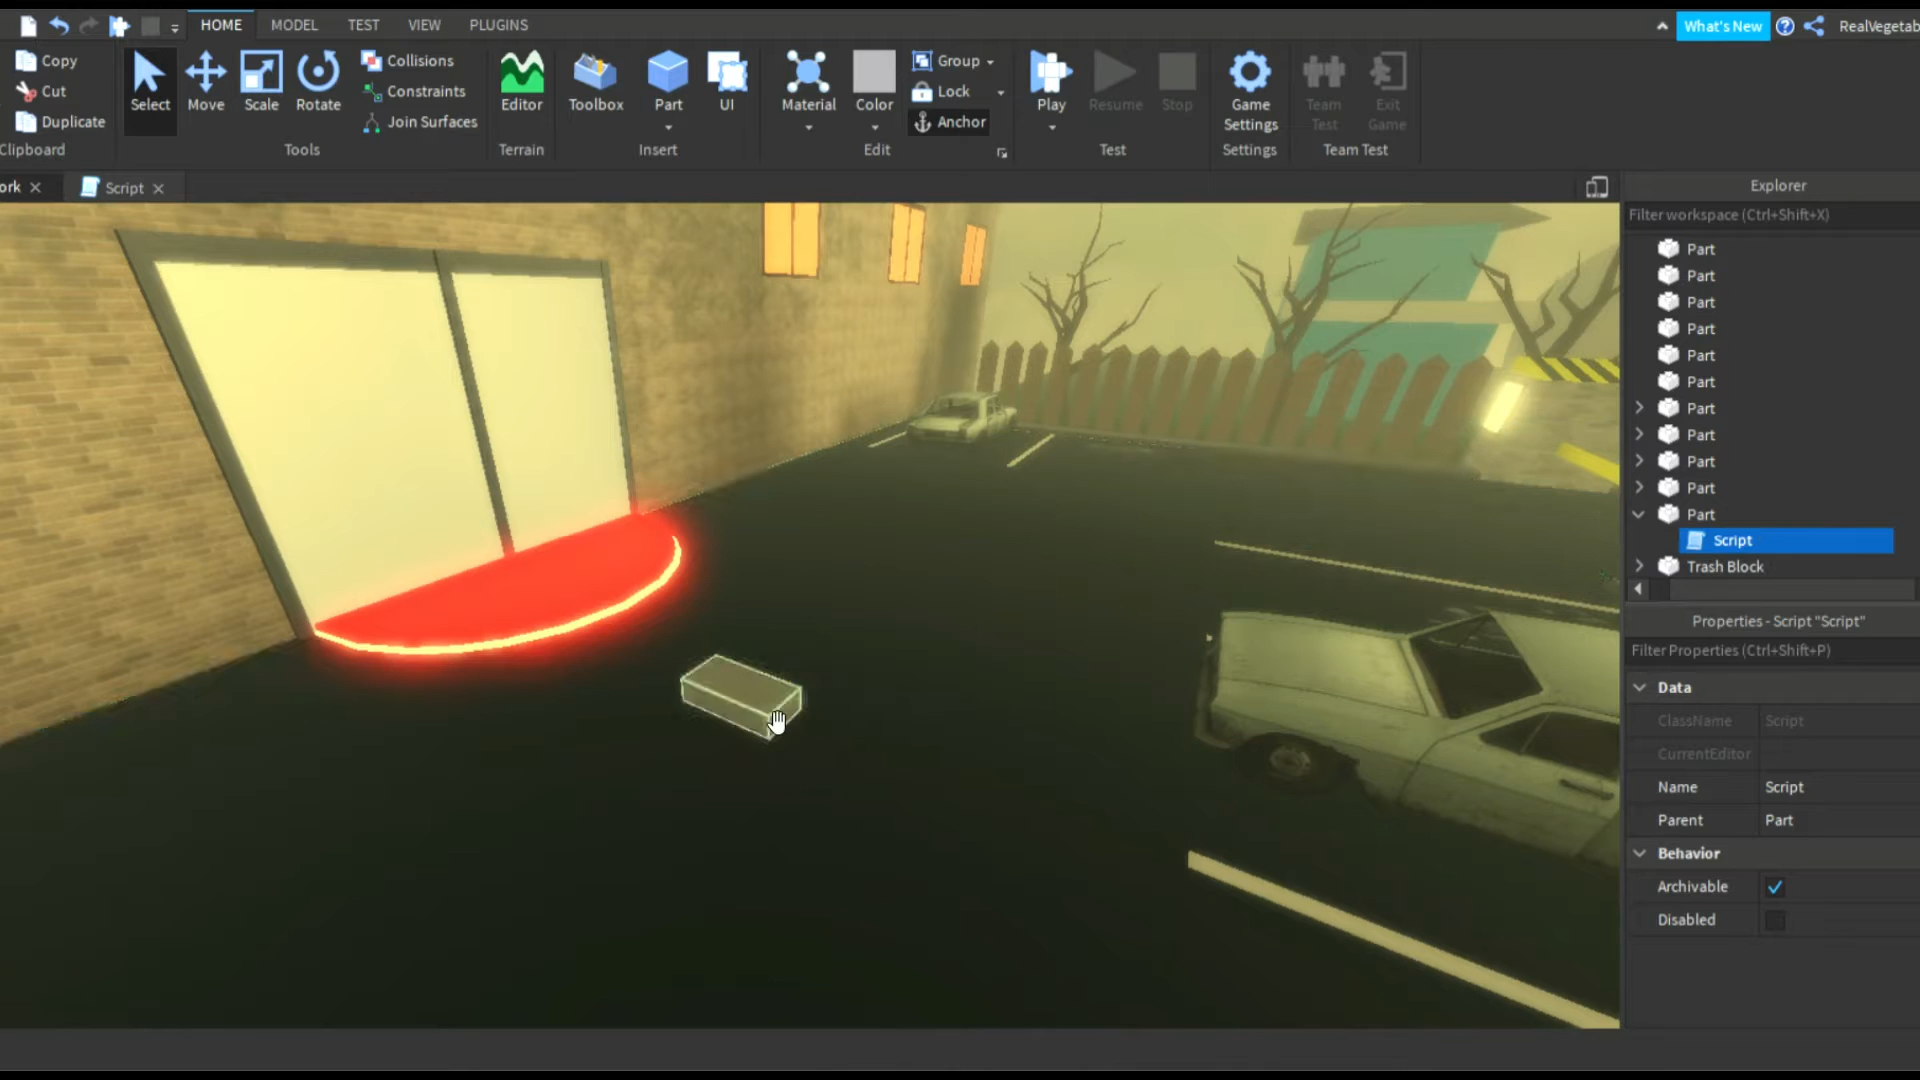 HOME MODEL TEST VIEW PLUGINS
What's New
RealVegetab
Copy
Cut
Duplicate
Clipboard
Select Move Scale Rotate
Collisions
Constraints
Join Surfaces
Tools
Editor
Terrain
Toolbox Part UI
Insert
Material Color
Group
Lock
Anchor
Edit
Play Resume Stop
Test
Game Settings
Settings
Team Test
Exit Game
Team Test
ork
Script
Explorer
Filter workspace (Ctrl+Shift+X)
Part
Part
Part
Part
Part
Part
Part
Part
Part
Part
Part
Script
Trash Block
Properties - Script "Script"
Filter Properties (Ctrl+Shift+P)
Data
ClassName Script
CurrentEditor
Name Script
Parent Part
Behavior
Archivable
Disabled